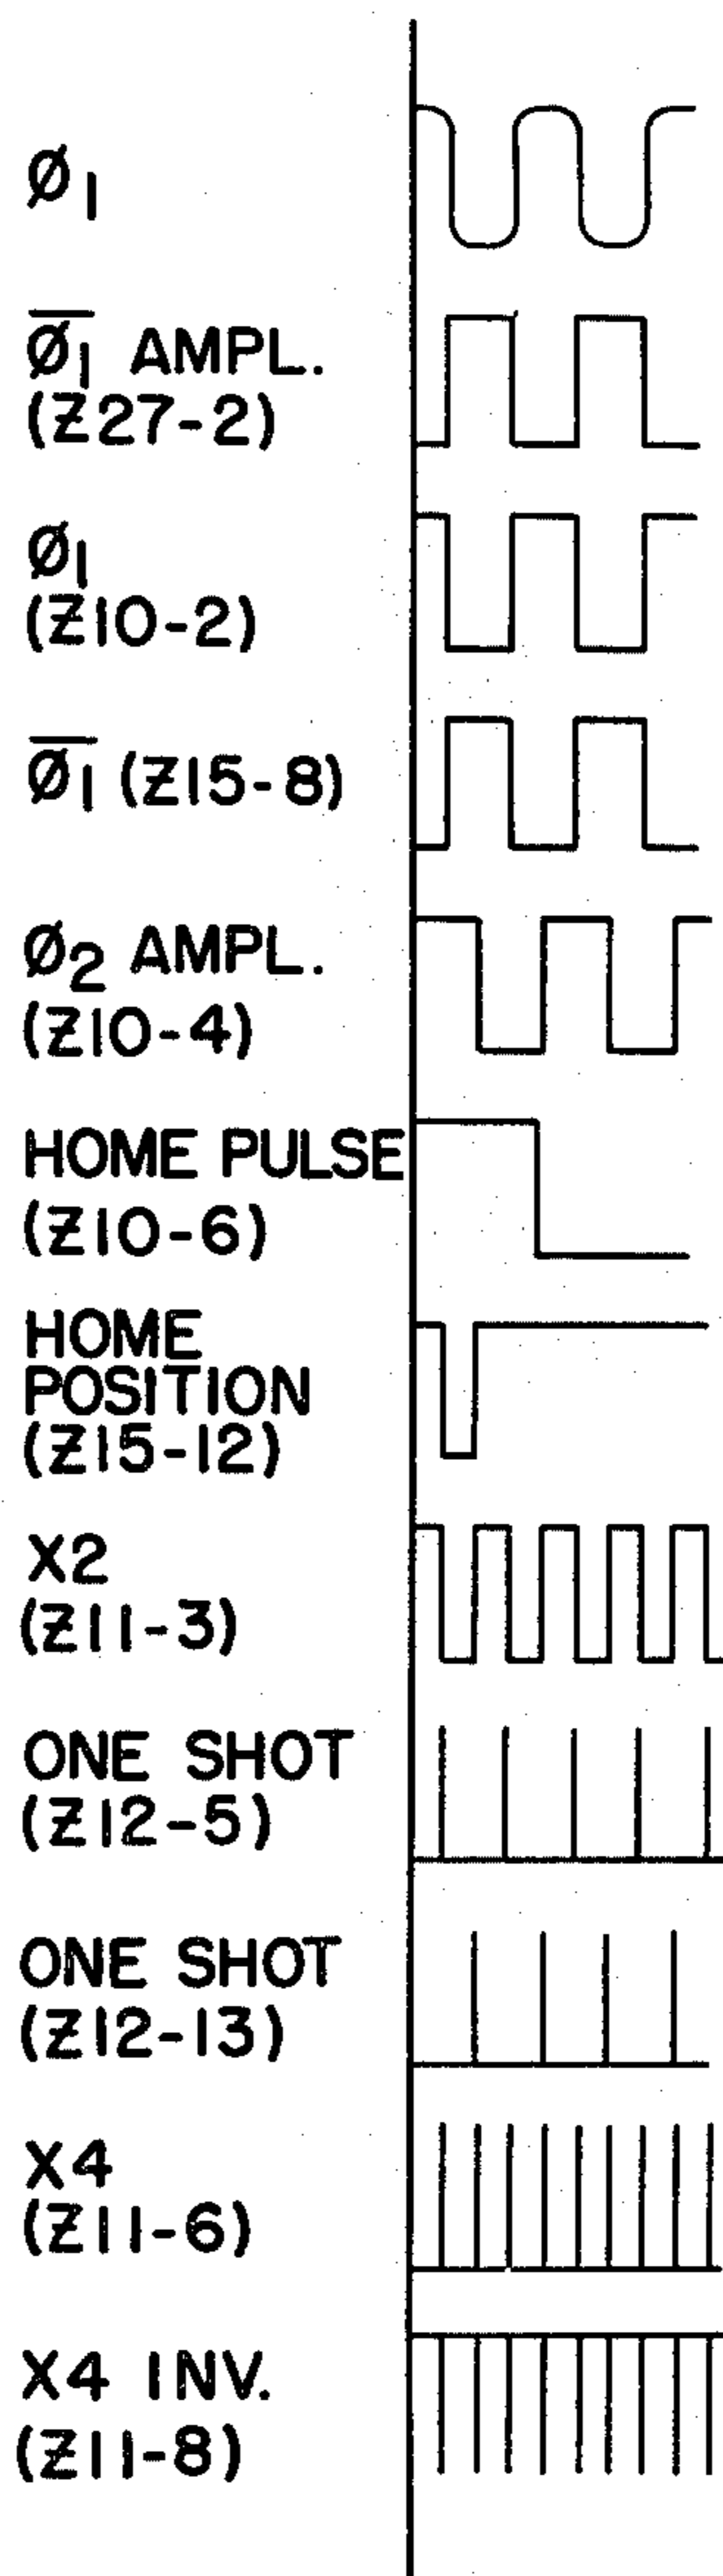 Ø1
Ø̅1̅ AMPL.
(Z27-2)
Ø1
(Z10-2)
Ø̅1̅ (Z15-8)
Ø2 AMPL.
(Z10-4)
HOME PULSE
(Z10-6)
HOME
POSITION
(Z15-12)
X2
(Z11-3)
ONE SHOT
(Z12-5)
ONE SHOT
(Z12-13)
X4
(Z11-6)
X4 INV.
(Z11-8)